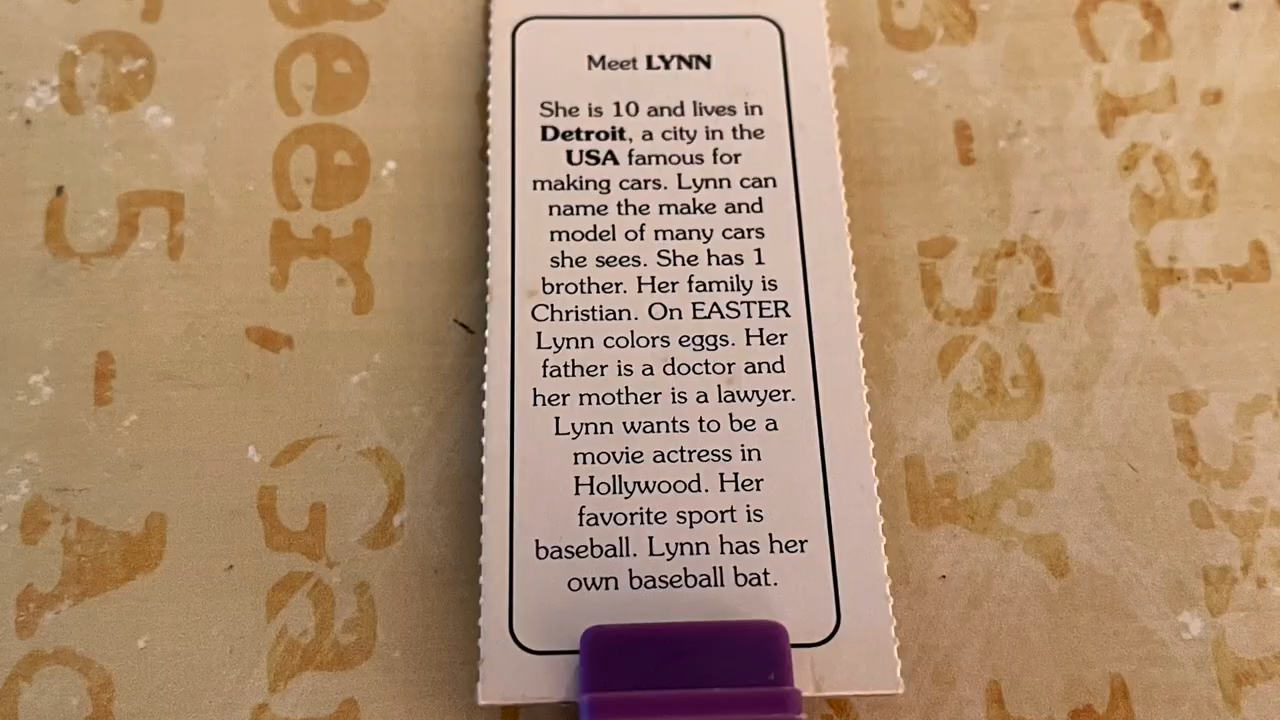 Meet LYNN
She is 10 and lives in
Detroit, a city in the
USA famous for
making cars. Lynn can
name the make and
model of many cars
she sees. She has 1
brother. Her family is
Christian. On EASTER
Lynn colors eggs. Her
father is a doctor and
her mother is a lawyer.
Lynn wants to be a
movie actress in
Hollywood. Her
favorite sport is
baseball. Lynn has her
own baseball bat.